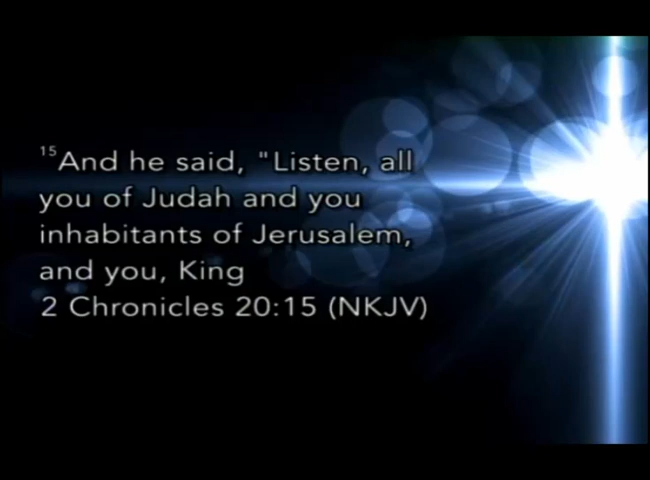 15And he said, "Listen, all
you of Judah and you
inhabitants of Jerusalem,
and you, King
2 Chronicles 20:15 (NKJV)